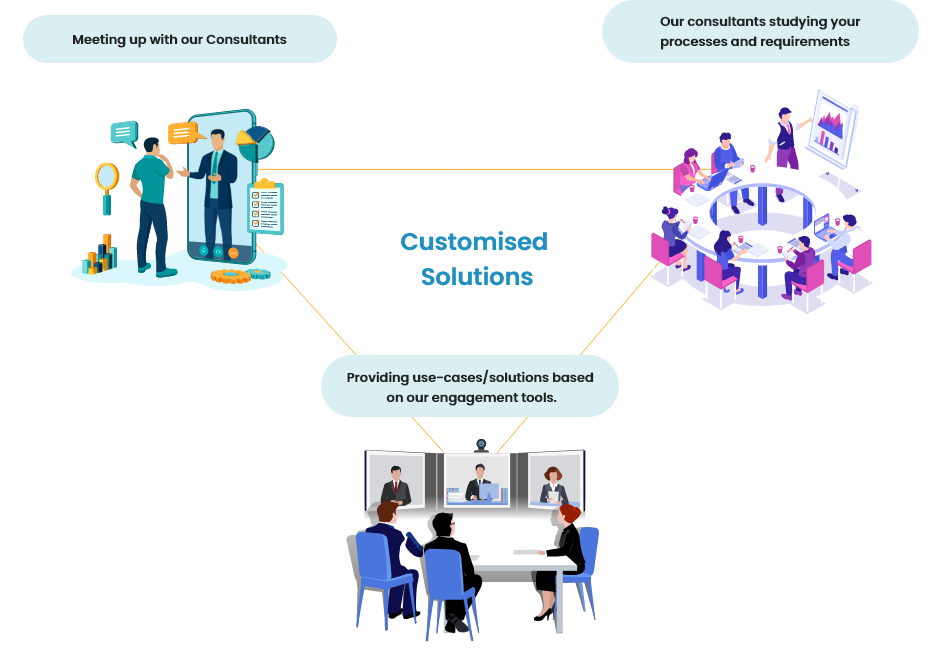 Meeting up with our Consultants
Our consultants studying your
processes and requirements
Customised
Solutions
Providing use-cases/solutions based
on our engagement tools.